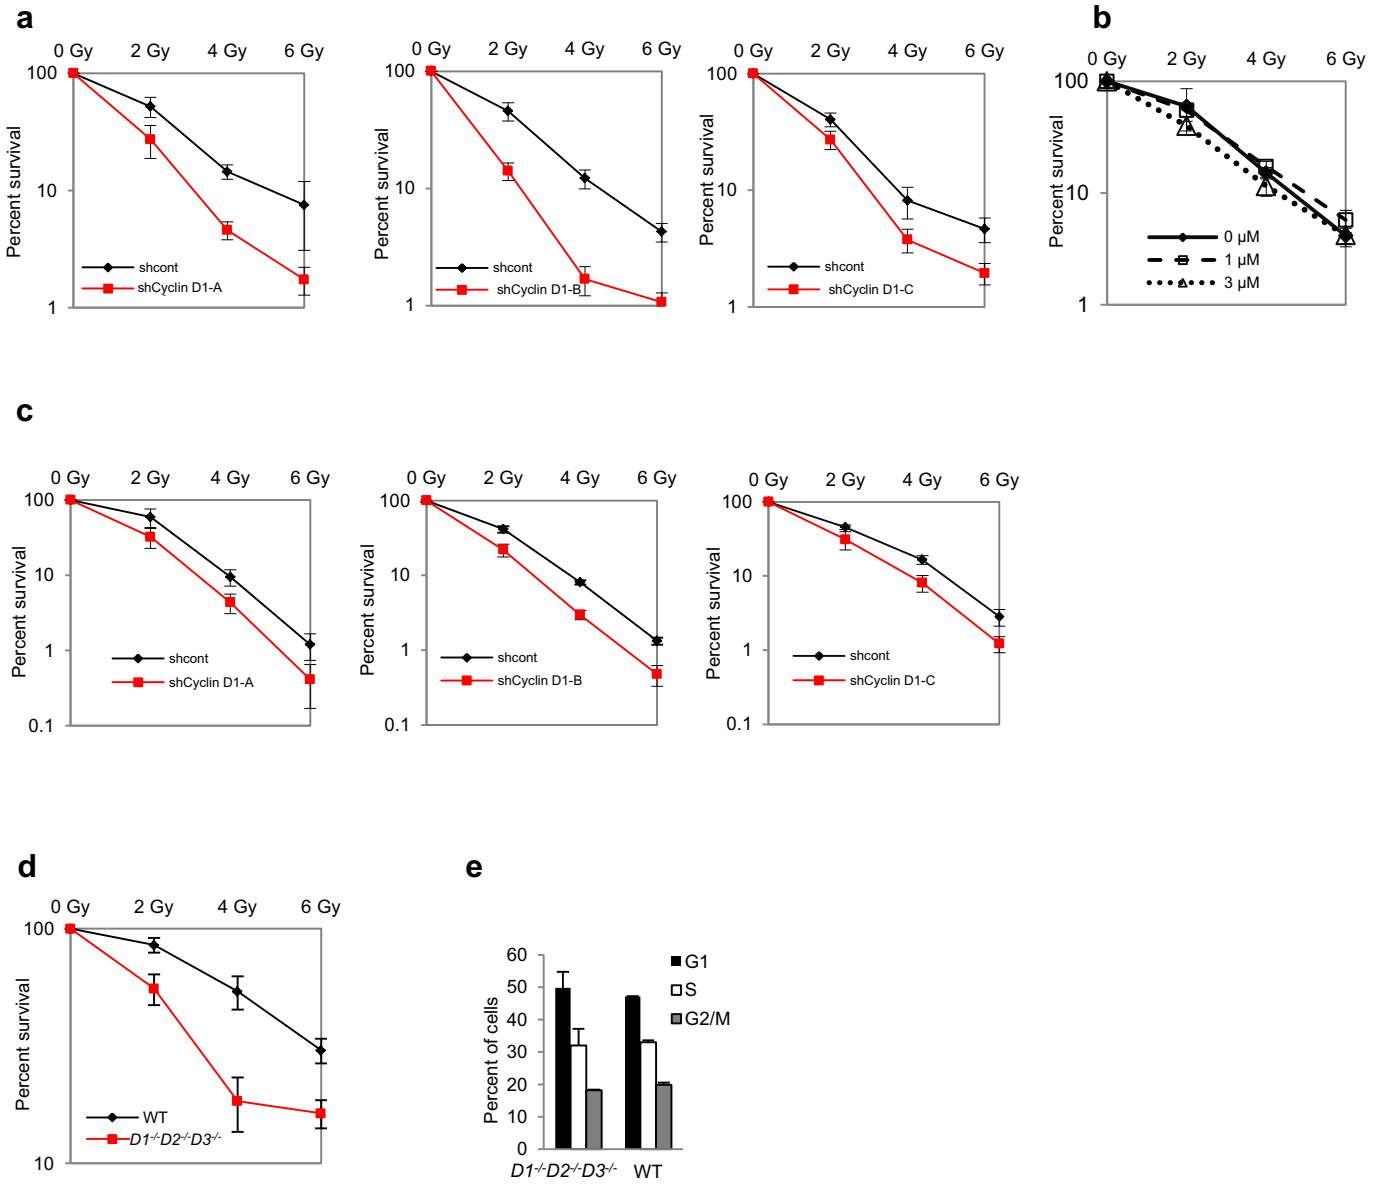 a
b
0 Gy 2 Gy 4 Gy 6 Gy
100
10
1
Percent survival
shcont
shCyclin D1-A
0 Gy 2 Gy 4 Gy 6 Gy
100
10
1
Percent survival
shcont
shCyclin D1-B
0 Gy 2 Gy 4 Gy 6 Gy
100
10
1
Percent survival
shcont
shCyclin D1-C
0 Gy 2 Gy 4 Gy 6 Gy
100
10
1
Percent survival
0 µM
1 µM
3 µM
c
0 Gy 2 Gy 4 Gy 6 Gy
100
10
1
0.1
Percent survival
shcont
shCyclin D1-A
0 Gy 2 Gy 4 Gy 6 Gy
100
10
1
0.1
Percent survival
shcont
shCyclin D1-B
0 Gy 2 Gy 4 Gy 6 Gy
100
10
1
0.1
Percent survival
shcont
shCyclin D1-C
d
0 Gy 2 Gy 4 Gy 6 Gy
100
10
Percent survival
WT
D1-/-D2-/-D3-/-
e
60
50
40
30
20
10
0
Percent of cells
G1
S
G2/M
D1-/-D2-/-D3-/- WT